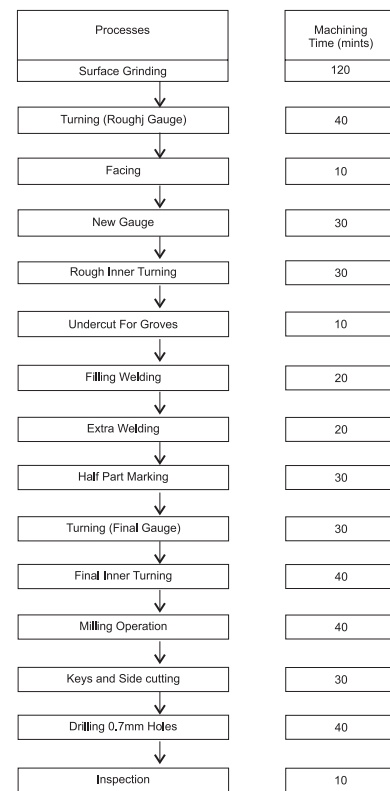 Processes
Machining
Time (mints)
Surface Grinding
120
Turning (Roughj Gauge)
40
Facing
10
New Gauge
30
Rough Inner Turning
30
Undercut For Groves
10
Filling Welding
20
Extra Welding
20
Half Part Marking
30
Turning (Final Gauge)
30
Final Inner Turning
40
Milling Operation
40
Keys and Side cutting
30
Drilling 0.7mm Holes
40
Inspection
10